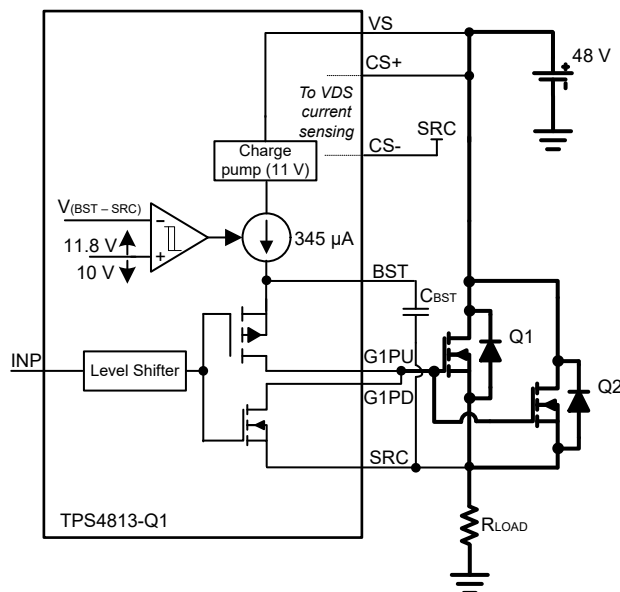 VS
CS+
48 V
To VDS
current
sensing
SRC
CS-
Charge
pump (11 V)
V(BST – SRC)
11.8 V
10 V
345 µA
BST
CBST
Q1
INP
Level Shifter
G1PU
G1PD
Q2
SRC
RLOAD
TPS4813-Q1